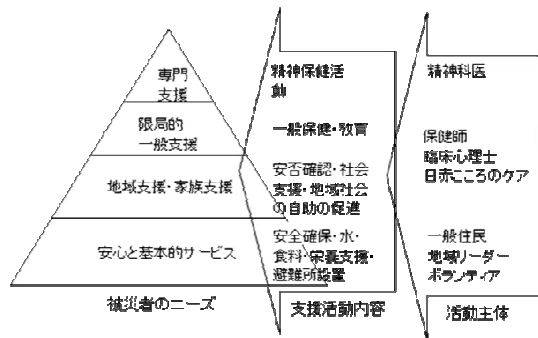 専門
支援
限局的
一般支援
地域支援・家族支援
安心と基本的サービス
被災者のニーズ
精神保健活
動
一般保健・教育
安否確認・社会
支援・地域社会
の自助の促進
安全確保・水・
食料・栄養支援・
避難所設置
支援活動内容
精神科医
保健師
臨床心理士
日赤こころのケア
一般住民
地域リーダー
ボランティア
活動主体